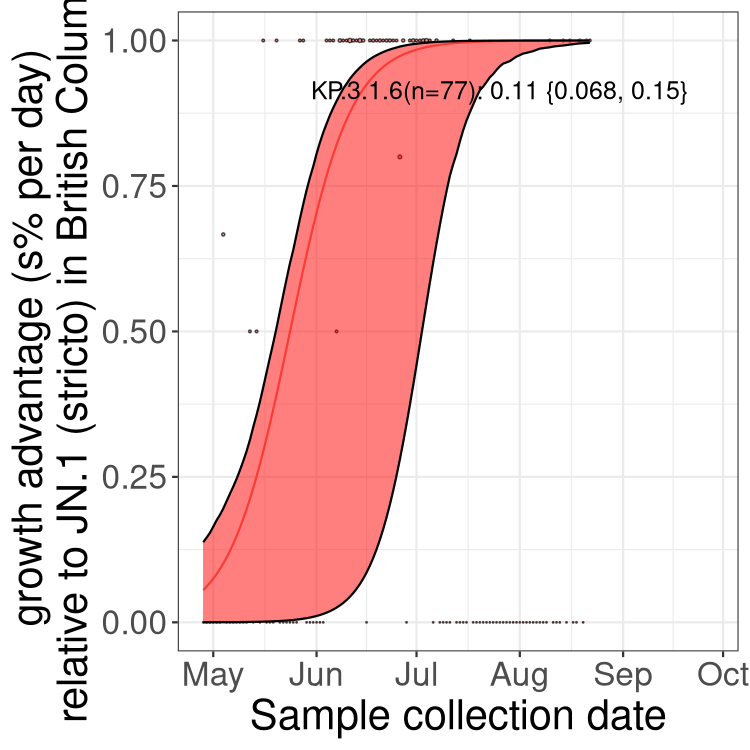 growth advantage (s% per day)
relative to JN.1 (stricto) in British Colum
1.00
0.75
0.50
0.25
0.00
KP.3.1.6(n=77): 0.11 {0.068, 0.15}
May Jun Jul Aug Sep Oct
Sample collection date